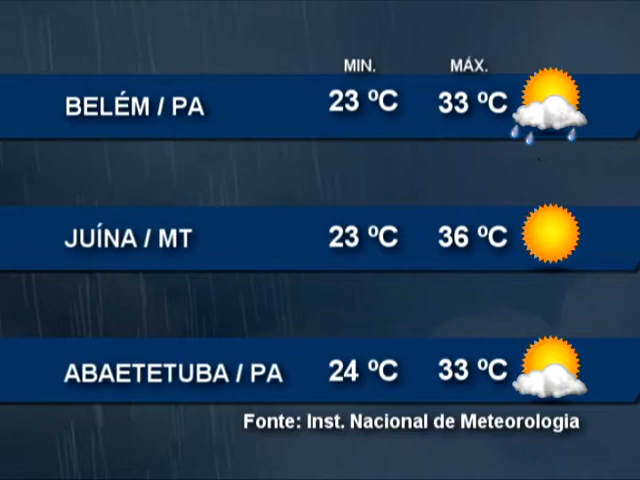 MIN. MÁX.
BELÉM / PA 23 ºC 33 ºC
JUÍNA / MT 23 ºC 36 ºC
ABAETETUBA / PA 24 ºC 33 ºC
Fonte: Inst. Nacional de Meteorologia